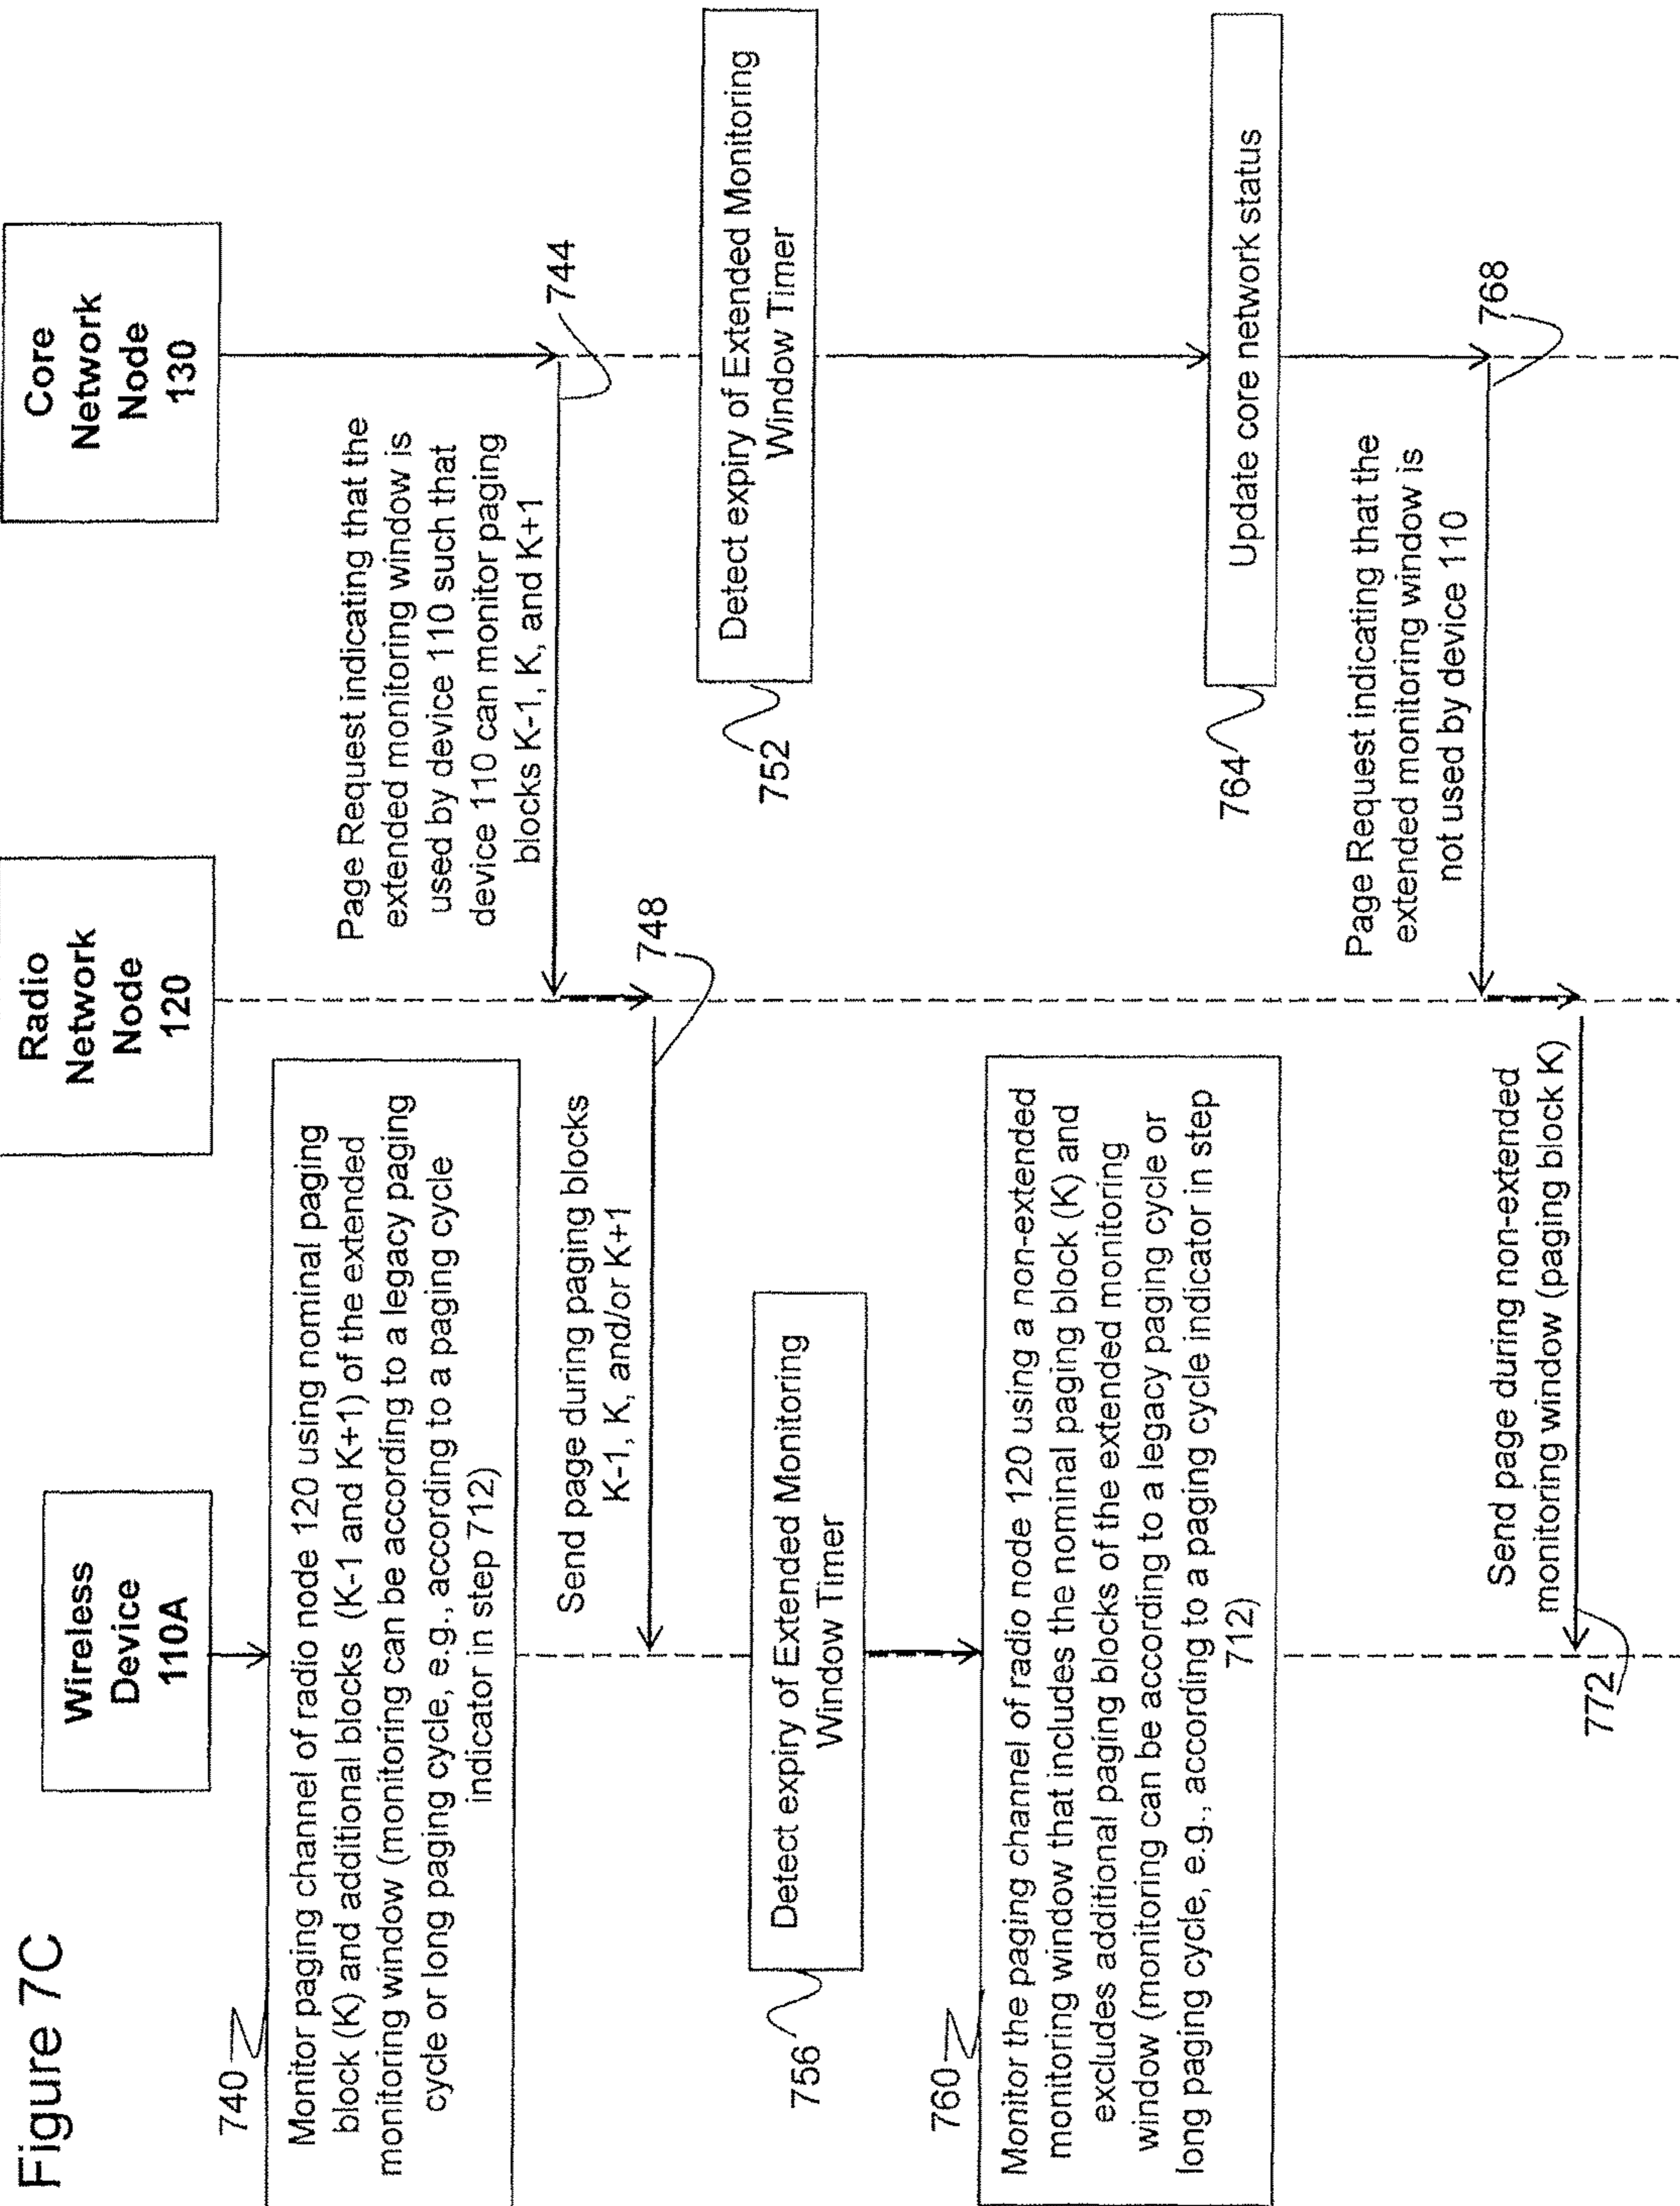 Figure 7C
Wireless
Device
110A
Radio
Network
Node
120
Core
Network
Node
130
740
Monitor paging channel of radio node 120 using nominal paging
block (K) and additional blocks (K-1 and K+1) of the extended
monitoring window (monitoring can be according to a legacy paging
cycle or long paging cycle, e.g., according to a paging cycle
indicator in step 712)
Page Request indicating that the
extended monitoring window is
used by device 110 such that
device 110 can monitor paging
blocks K-1, K, and K+1
744
Send page during paging blocks
K-1, K, and/or K+1
748
752
Detect expiry of Extended Monitoring
Window Timer
756
Detect expiry of Extended Monitoring
Window Timer
760
Monitor the paging channel of radio node 120 using a non-extended
monitoring window that includes the nominal paging block (K) and
excludes additional paging blocks of the extended monitoring
window (monitoring can be according to a legacy paging cycle or
long paging cycle, e.g., according to a paging cycle indicator in step
712)
764
Update core network status
Page Request indicating that the
extended monitoring window is
not used by device 110
768
Send page during non-extended
monitoring window (paging block K)
772